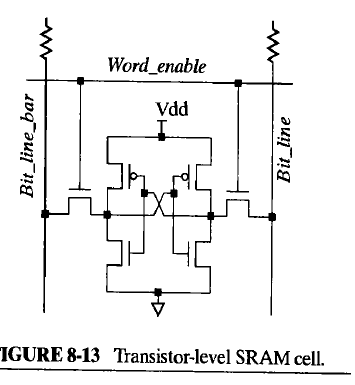 Word_enable
Vdd
Bit_line_bar
Bit_line
IGURE 8-13 Transistor-level SRAM cell.